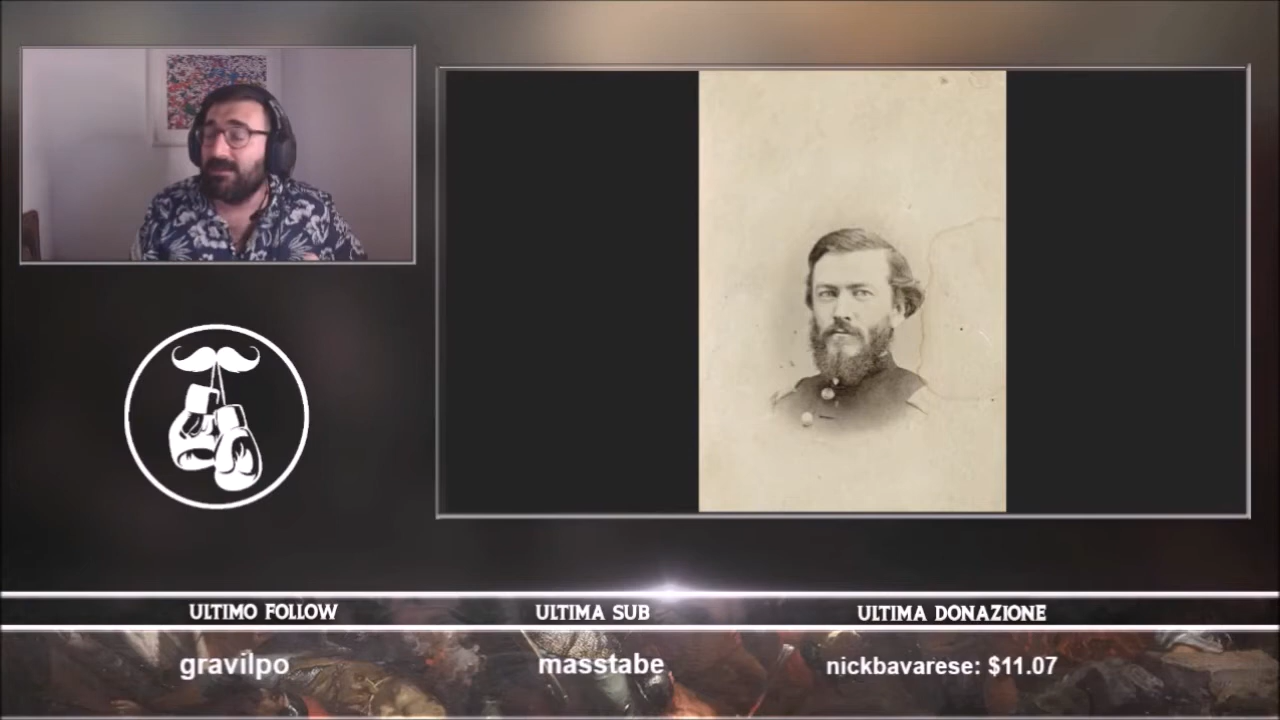 ULTIMO FOLLOW
ULTIMA SUB
ULTIMA DONAZIONE
gravilpo
masstabe
nickbavarese: $11.07